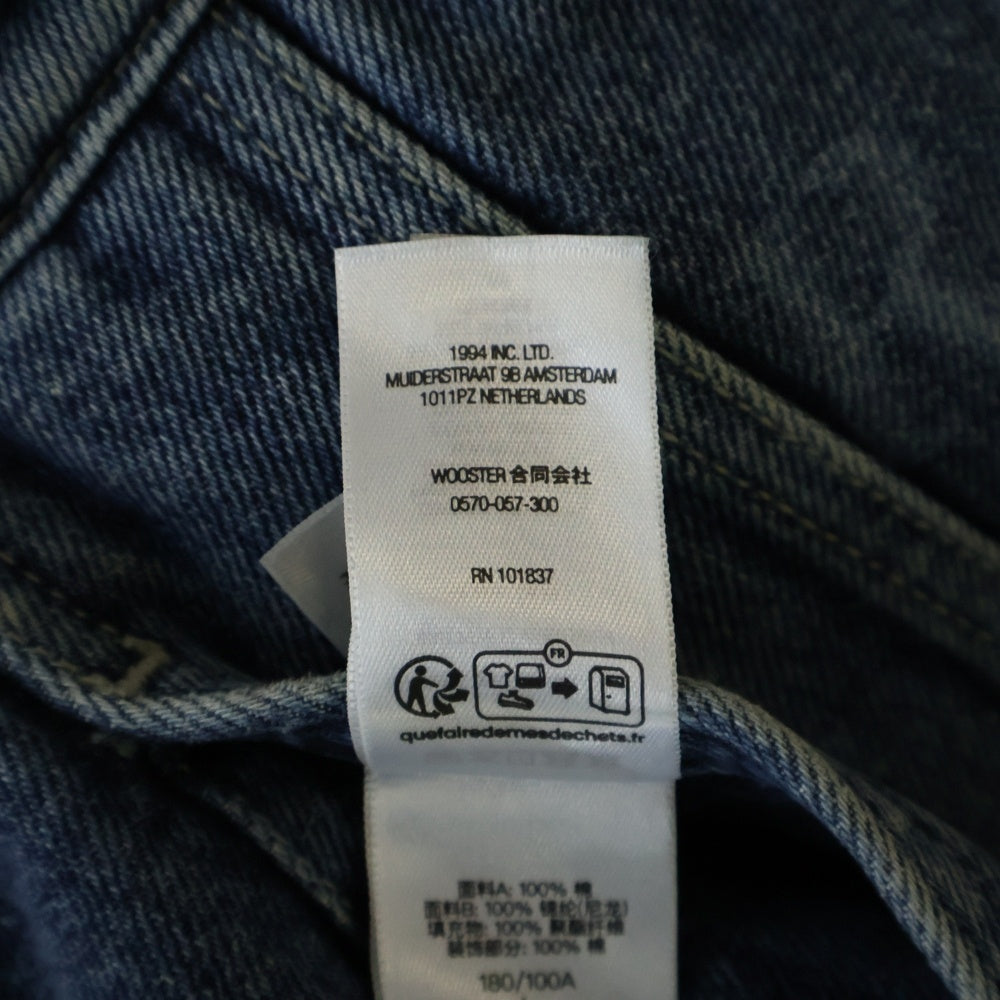 1994 INC. LTD.
MUIDERSTRAAT 9B AMSTERDAM
1011PZ NETHERLANDS
WOOSTER 合同会社
0570-057-300
RN 101837
FR
quefairedemesdechets.fr
面料A: 100% 棉
面料B: 100% 锦纶(尼龙)
填充物: 100% 聚酯纤维
装饰部分: 100% 棉
180/100A